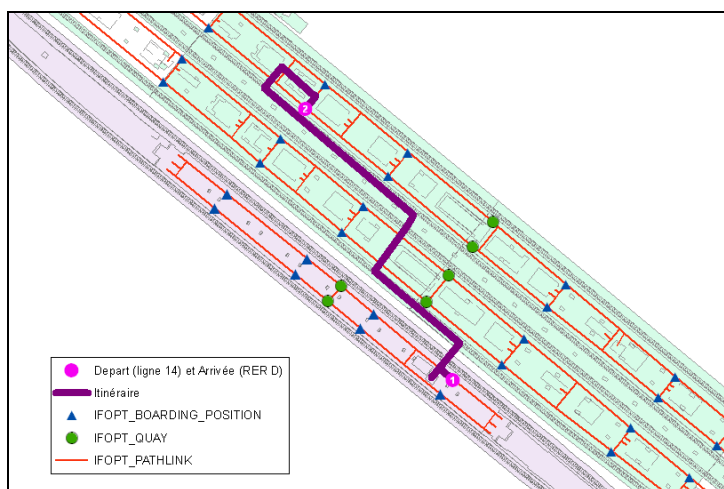 2
1
Depart (ligne 14) et Arrivée (RER D)
Itinéraire
IFOPT_BOARDING_POSITION
IFOPT_QUAY
IFOPT_PATHLINK